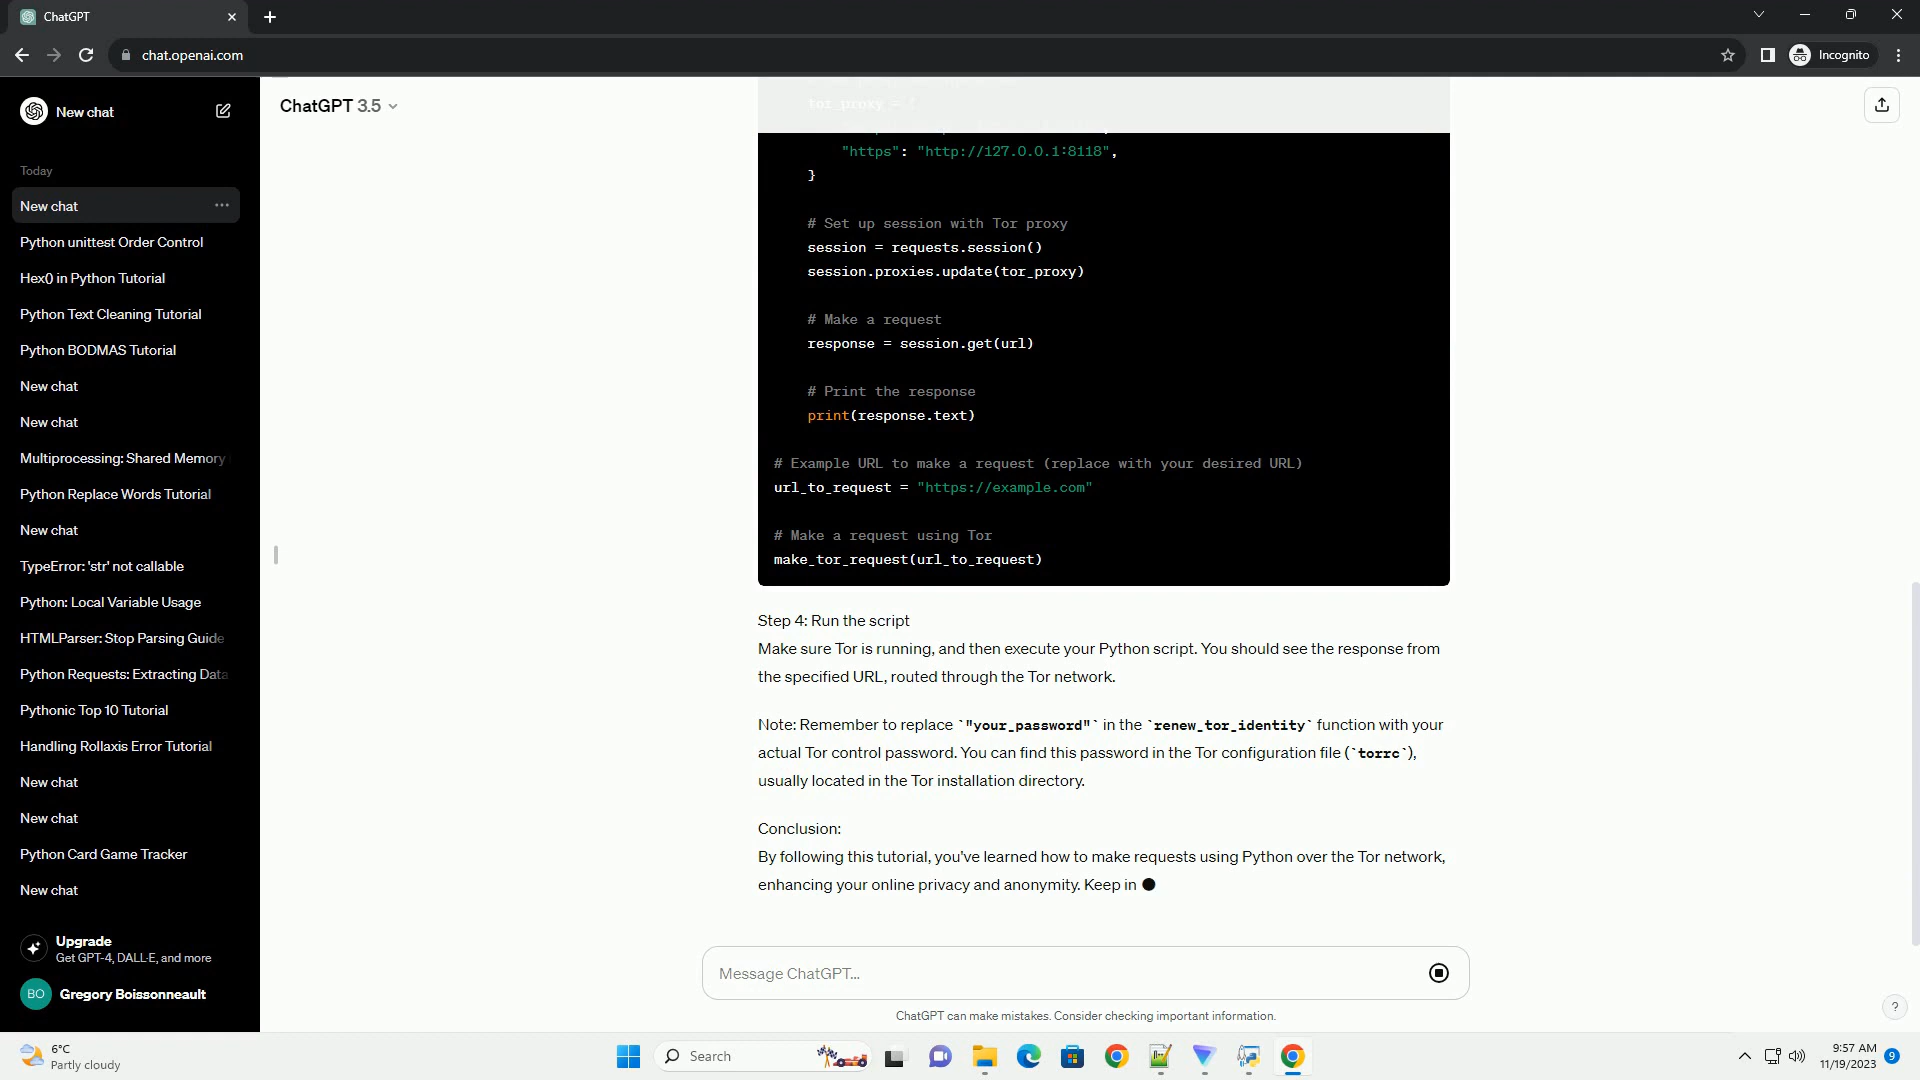 ChatGPT
chat.openai.com
Incognito
New chat
Today
New chat
Python unittest Order Control
Hex() in Python Tutorial
Python Text Cleaning Tutorial
Python BODMAS Tutorial
New chat
New chat
Multiprocessing: Shared Memory
Python Replace Words Tutorial
New chat
TypeError: 'str' not callable
Python: Local Variable Usage
HTMLParser: Stop Parsing Guide
Python Requests: Extracting Data
Pythonic Top 10 Tutorial
Handling Rollaxis Error Tutorial
New chat
New chat
Python Card Game Tracker
New chat
Upgrade
Get GPT-4, DALL·E, and more
BO Gregory Boissonneault
ChatGPT 3.5
tor_proxy = {
"https": "http://127.0.0.1:8118",
}
# Set up session with Tor proxy
session = requests.session()
session.proxies.update(tor_proxy)
# Make a request
response = session.get(url)
# Print the response
print(response.text)
# Example URL to make a request (replace with your desired URL)
url_to_request = "https://example.com"
# Make a request using Tor
make_tor_request(url_to_request)
Step 4: Run the script
Make sure Tor is running, and then execute your Python script. You should see the response from
the specified URL, routed through the Tor network.
Note: Remember to replace `"your_password"` in the `renew_tor_identity` function with your
actual Tor control password. You can find this password in the Tor configuration file (`torrc`),
usually located in the Tor installation directory.
Conclusion:
By following this tutorial, you've learned how to make requests using Python over the Tor network,
enhancing your online privacy and anonymity. Keep in
Message ChatGPT...
ChatGPT can make mistakes. Consider checking important information.
?
6°C
Partly cloudy
Search
9:57 AM
11/19/2023
9